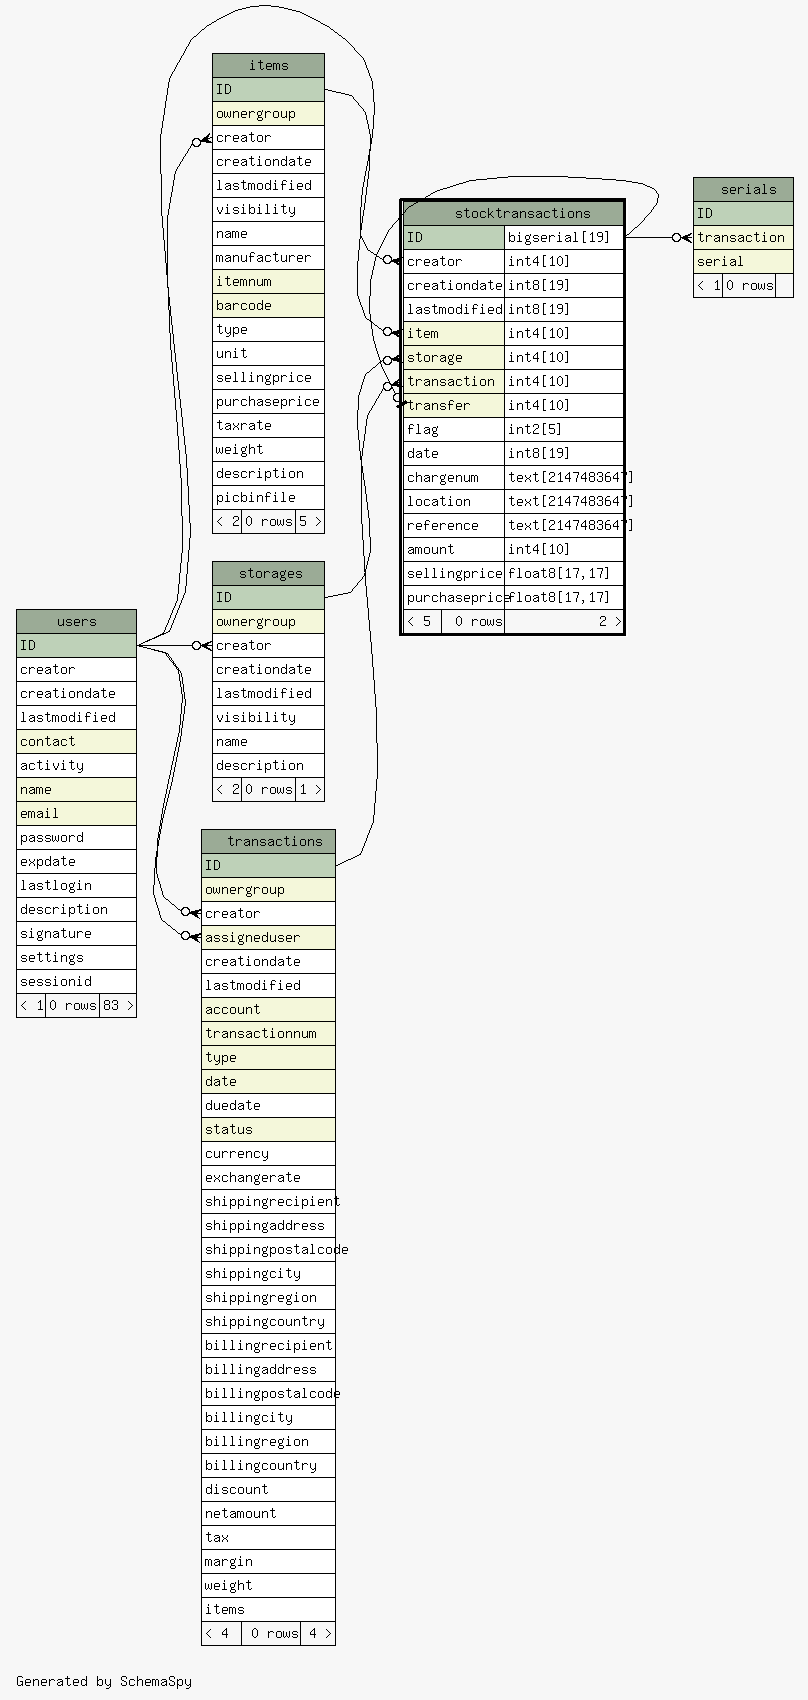 items
ID
ownergroup
creator
creationdate
lastmodified
visibility
name
manufacturer
itemnum
barcode
type
unit
sellingprice
purchaseprice
taxrate
weight
description
picbinfile
< 2 0 rows 5 >
stocktransactions
ID bigserial[19]
creator int4[10]
creationdate int8[19]
lastmodified int8[19]
item int4[10]
storage int4[10]
transaction int4[10]
transfer int4[10]
flag int2[5]
date int8[19]
chargenum text[2147483647]
location text[2147483647]
reference text[2147483647]
amount int4[10]
sellingprice float8[17,17]
purchaseprice float8[17,17]
< 5 0 rows 2 >
serials
ID
transaction
serial
< 1 0 rows
storages
ID
ownergroup
creator
creationdate
lastmodified
visibility
name
description
< 2 0 rows 1 >
users
ID
creator
creationdate
lastmodified
contact
activity
name
email
password
expdate
lastlogin
description
signature
settings
sessionid
< 1 0 rows 83 >
transactions
ID
ownergroup
creator
assigneduser
creationdate
lastmodified
account
transactionnum
type
date
duedate
status
currency
exchangerate
shippingrecipient
shippingaddress
shippingpostalcode
shippingcity
shippingregion
shippingcountry
billingrecipient
billingaddress
billingpostalcode
billingcity
billingregion
billingcountry
discount
netamount
tax
margin
weight
items
< 4 0 rows 4 >
Generated by SchemaSpy